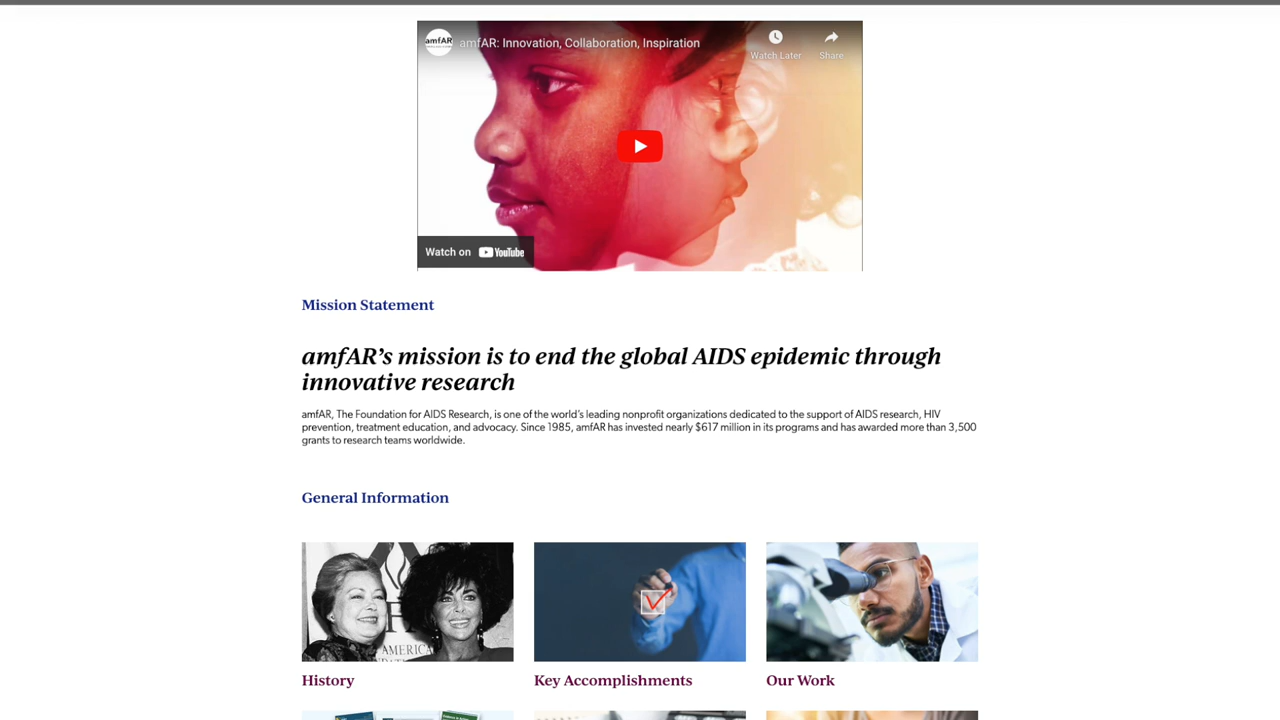 amfAR
amfAR: Innovation, Collaboration, Inspiration
Watch Later
Share
Watch on YouTube
Mission Statement
amfAR’s mission is to end the global AIDS epidemic through
innovative research
amfAR, The Foundation for AIDS Research, is one of the world’s leading nonprofit organizations dedicated to the support of AIDS research, HIV
prevention, treatment education, and advocacy. Since 1985, amfAR has invested nearly $617 million in its programs and has awarded more than 3,500
grants to research teams worldwide.
General Information
AMERICA
History
Key Accomplishments
Our Work